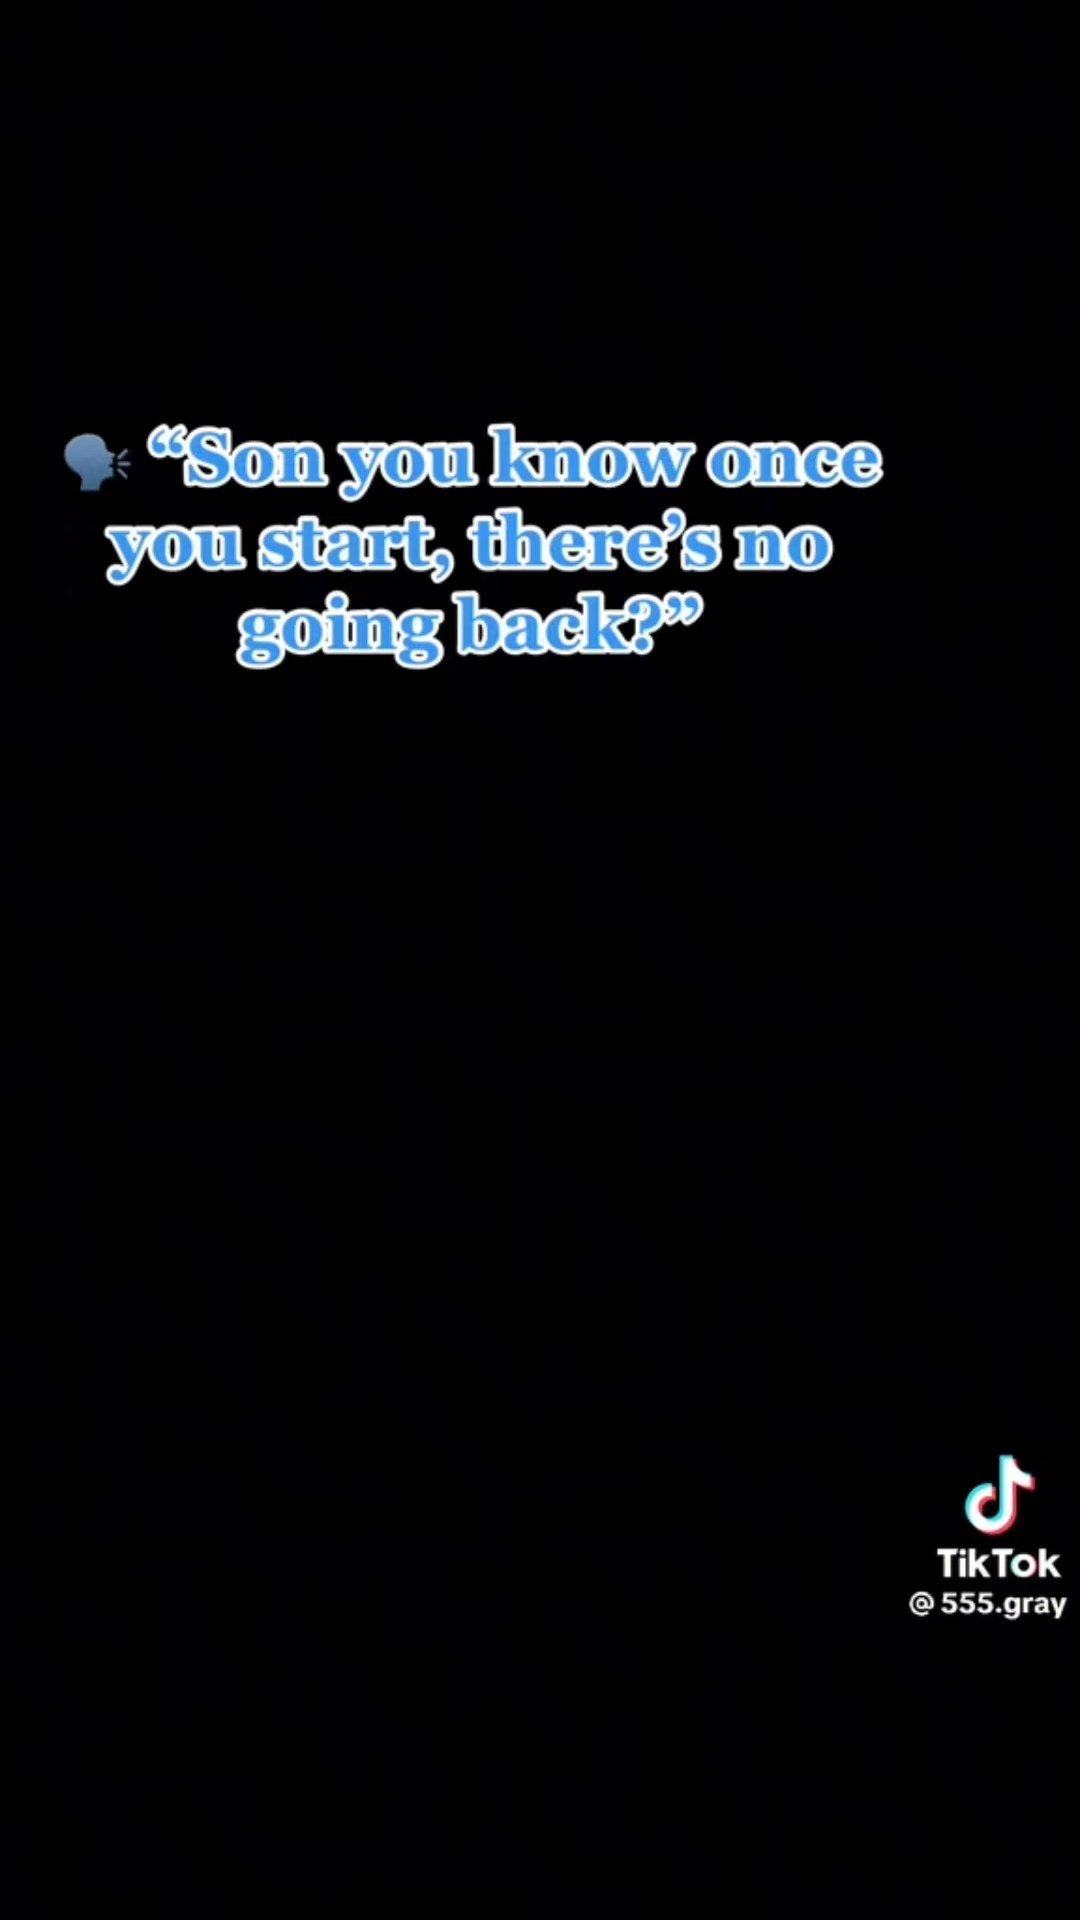 🗣️ “Son you know once
you start, there’s no
going back?”
TikTok
@555.gray